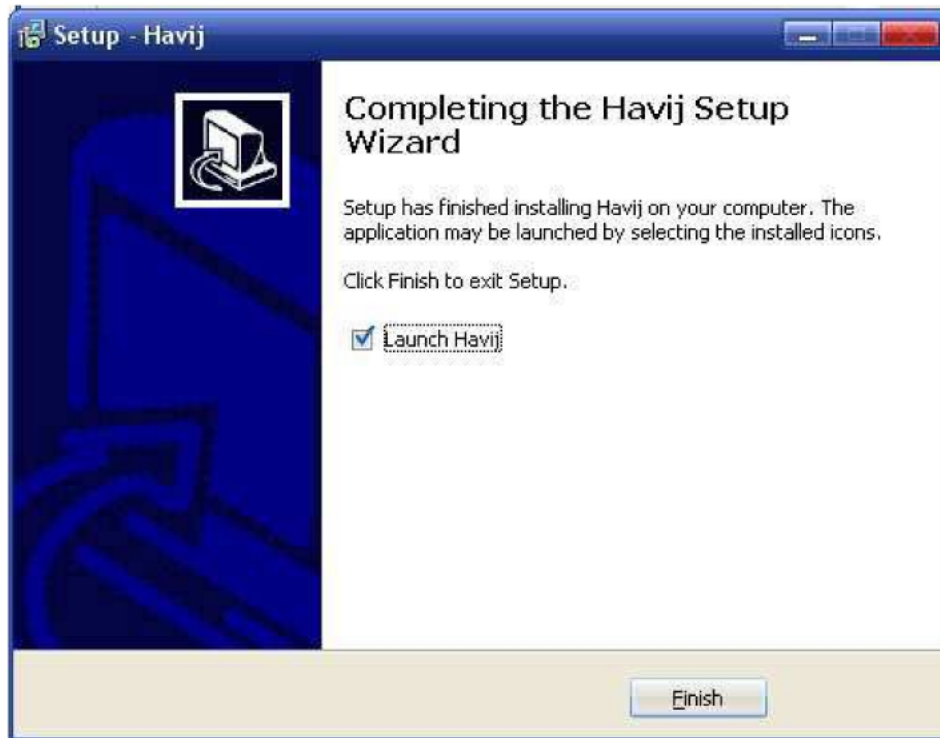 Setup - Havij
Completing the Havij Setup
Wizard
Setup has finished installing Havij on your computer. The
application may be launched by selecting the installed icons.
Click Finish to exit Setup.
Launch Havij
Finish